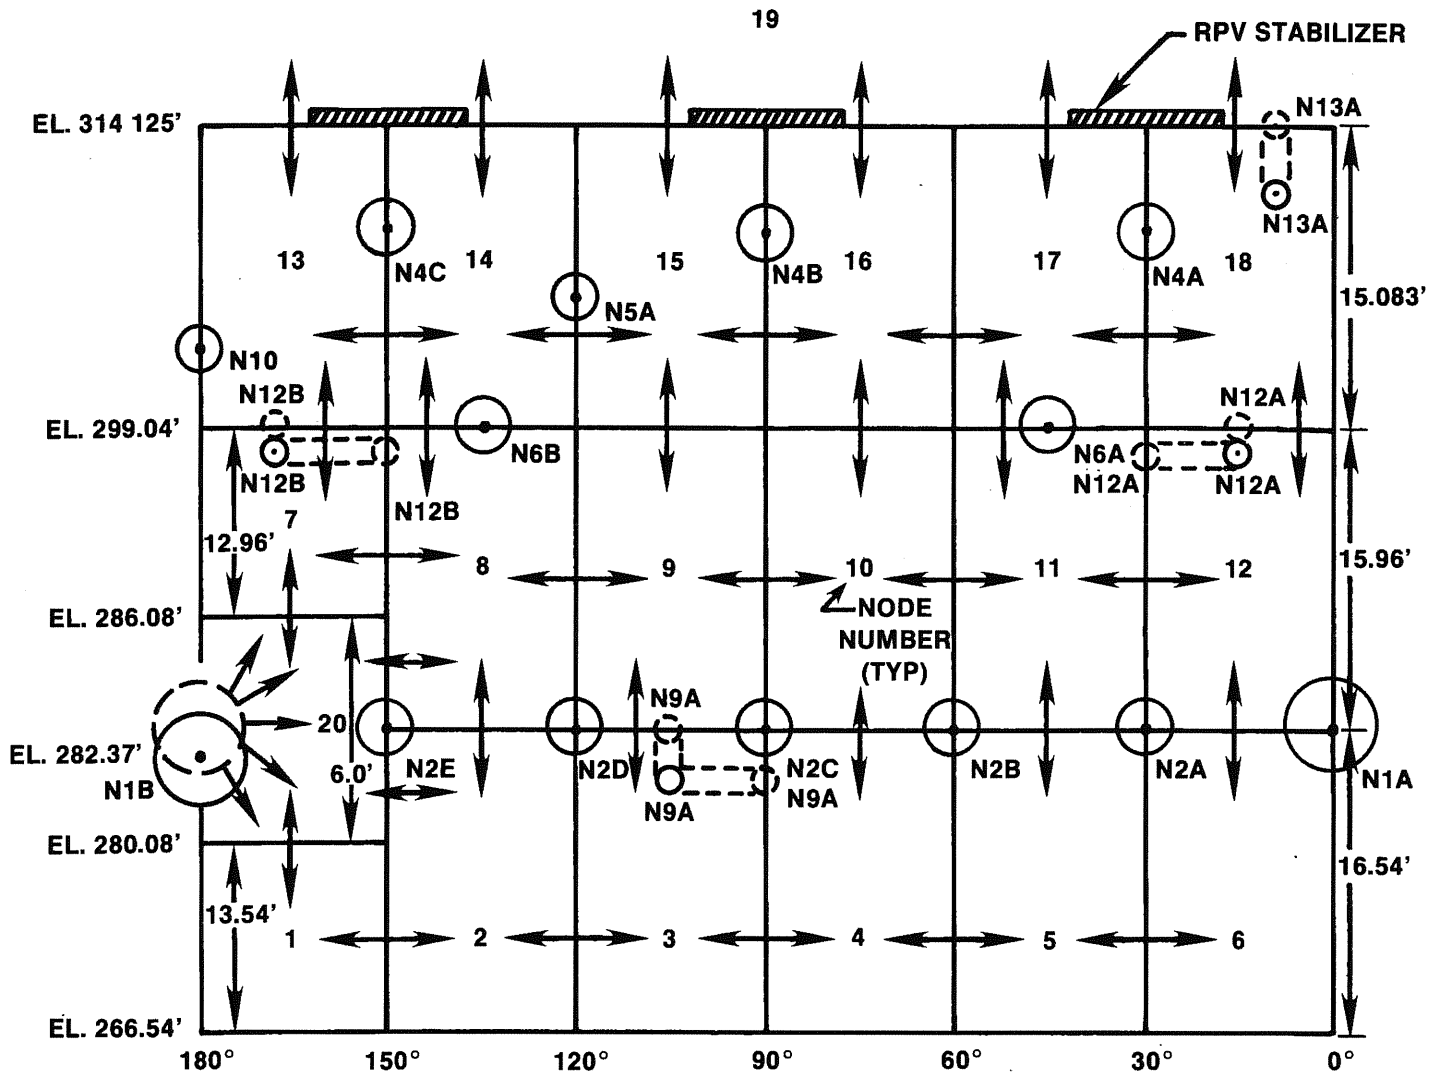 19
RPV STABILIZER
EL. 314 125'
N13A
N13A
13
N4C
14
15
N4B
16
17
N4A
18
N5A
15.083'
N10
N12B
N12A
EL. 299.04'
N6B
N6A
N12B
N12A
N12A
N12B
7
12.96'
8
9
10
11
12
15.96'
NODE
NUMBER
(TYP)
EL. 286.08'
N9A
20
EL. 282.37'
6.0'
N2E
N2D
N2C
N2B
N2A
N1A
N1B
N9A
N9A
EL. 280.08'
16.54'
13.54'
1
2
3
4
5
6
EL. 266.54'
180°
150°
120°
90°
60°
30°
0°